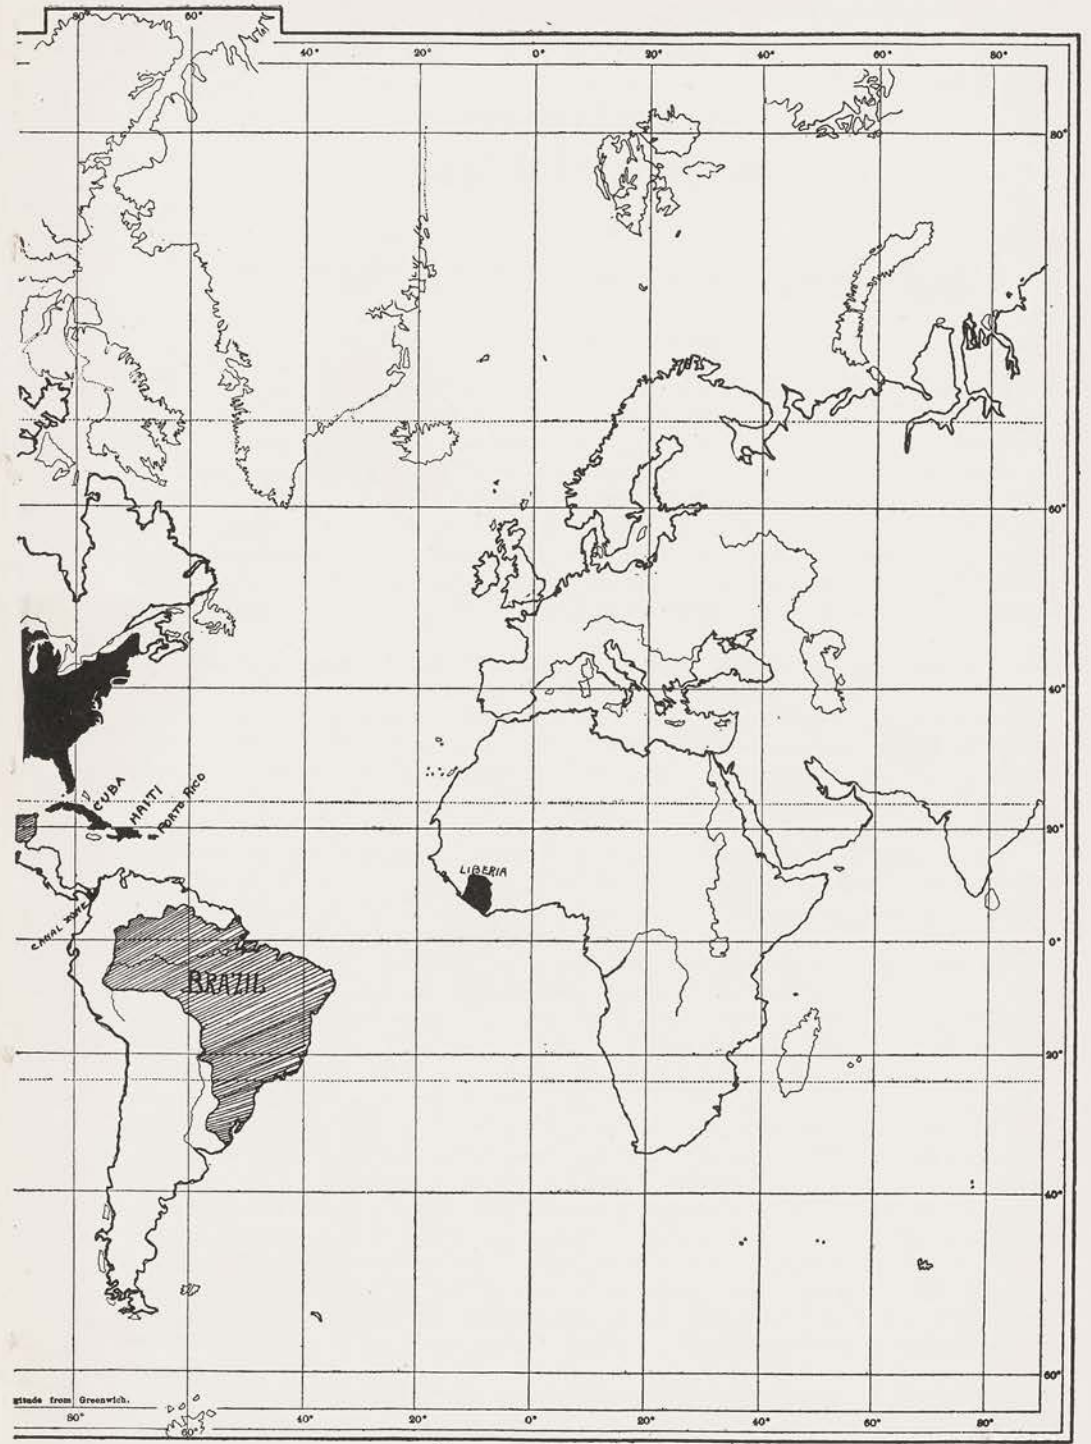 80° 60°
40° 20° 0° 20° 40° 60° 80°
80°
60°
40°
CUBA
HAITI
PORTO RICO
20°
LIBERIA
CANAL ZONE
0°
BRAZIL
20°
40°
60°
gitude from Greenwich.
80° 60° 40° 20° 0° 20° 40° 60° 80°